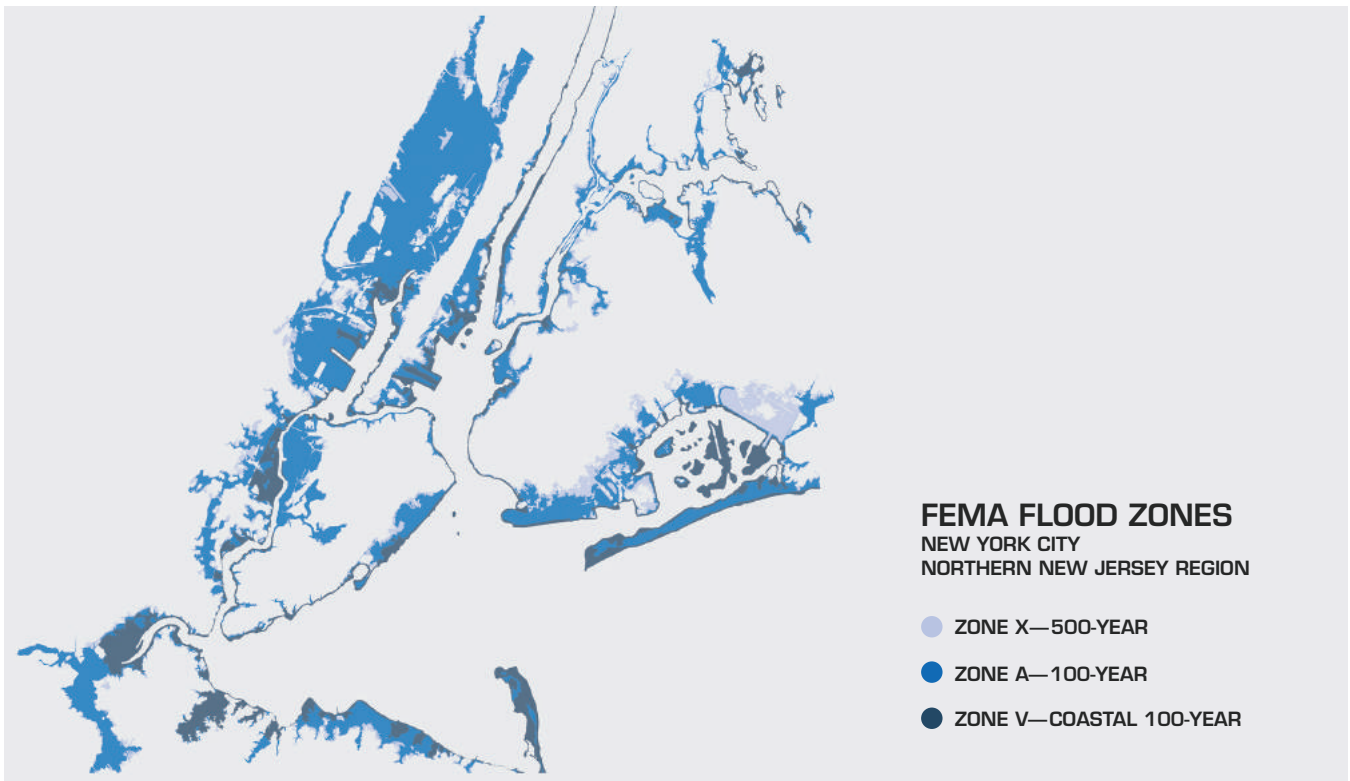 FEMA FLOOD ZONES
NEW YORK CITY
NORTHERN NEW JERSEY REGION
ZONE X—500-YEAR
ZONE A—100-YEAR
ZONE V—COASTAL 100-YEAR